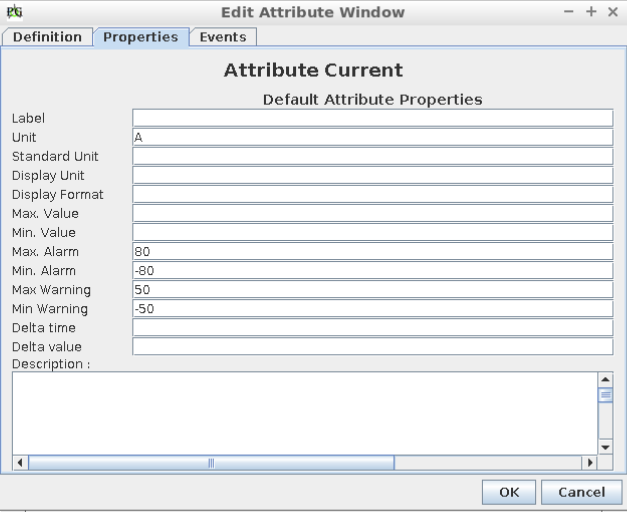 PG Edit Attribute Window
Definition Properties Events
Attribute Current
Default Attribute Properties
Label
Unit A
Standard Unit
Display Unit
Display Format
Max. Value
Min. Value
Max. Alarm 80
Min. Alarm -80
Max Warning 50
Min Warning -50
Delta time
Delta value
Description :
OK Cancel